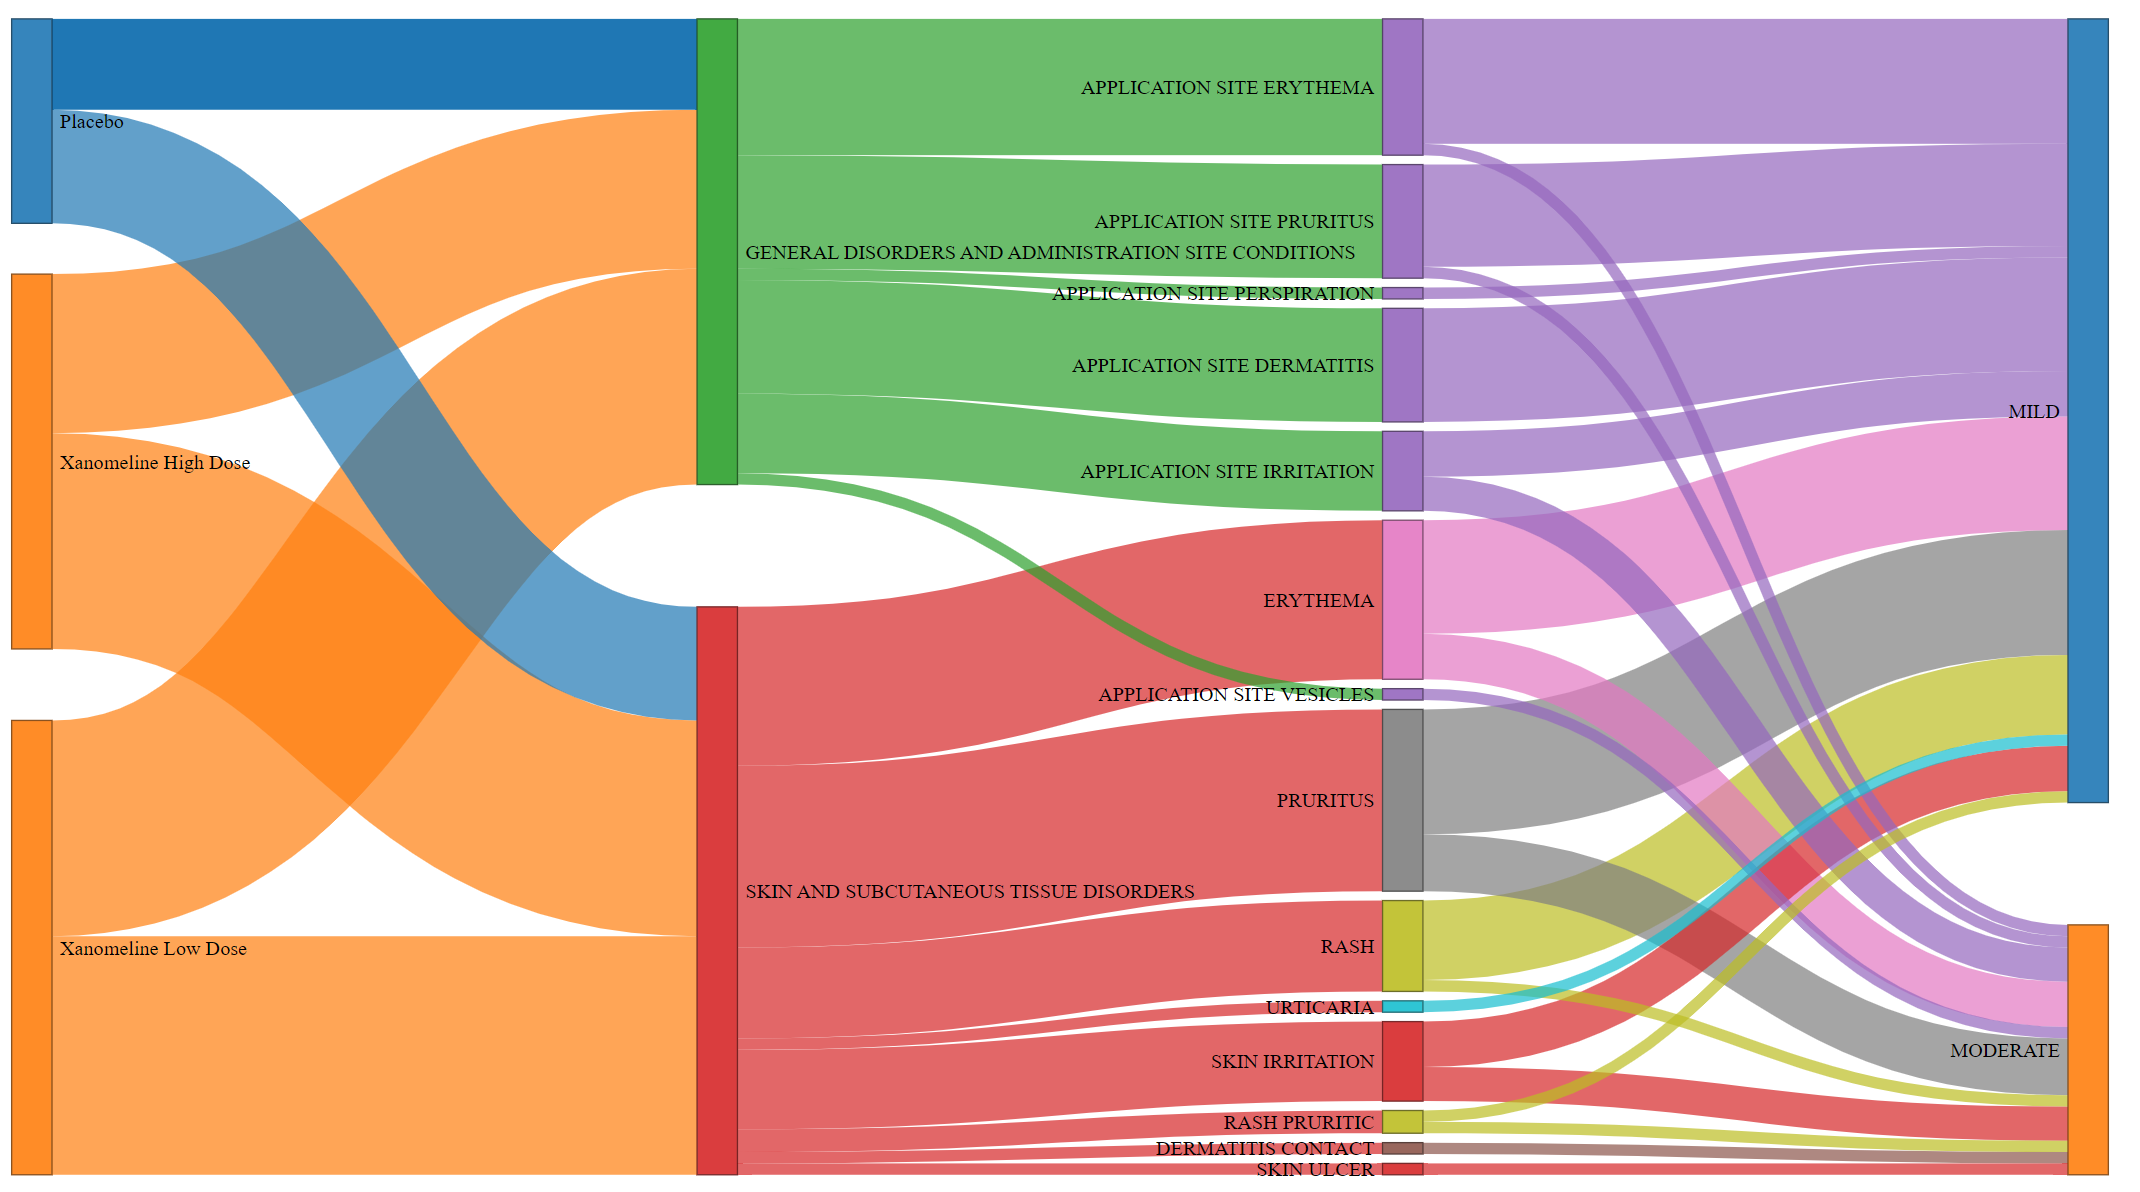 Placebo
Xanomeline High Dose
Xanomeline Low Dose
GENERAL DISORDERS AND ADMINISTRATION SITE CONDITIONS
SKIN AND SUBCUTANEOUS TISSUE DISORDERS
APPLICATION SITE ERYTHEMA
APPLICATION SITE PRURITUS
APPLICATION SITE PERSPIRATION
APPLICATION SITE DERMATITIS
APPLICATION SITE IRRITATION
ERYTHEMA
APPLICATION SITE VESICLES
PRURITUS
RASH
URTICARIA
SKIN IRRITATION
RASH PRURITIC
DERMATITIS CONTACT
SKIN ULCER
MILD
MODERATE